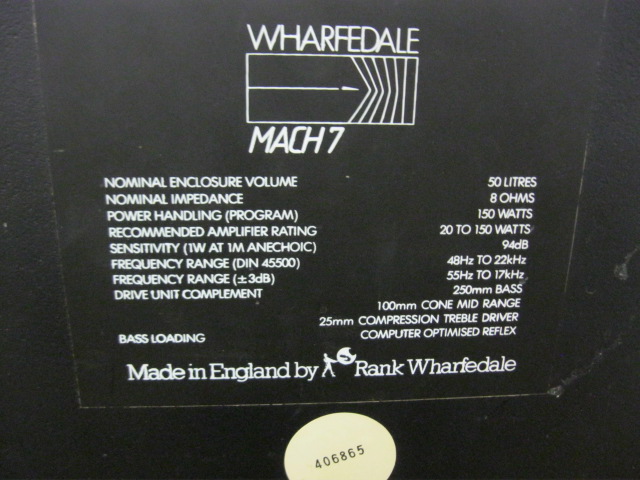 WHARFEDALE
MACH 7
NOMINAL ENCLOSURE VOLUME 50 LITRES
NOMINAL IMPEDANCE 8 OHMS
POWER HANDLING (PROGRAM) 150 WATTS
RECOMMENDED AMPLIFIER RATING 20 TO 150 WATTS
SENSITIVITY (1W AT 1M ANECHOIC) 94dB
FREQUENCY RANGE (DIN 45500) 48Hz TO 22kHz
FREQUENCY RANGE (±3dB) 55Hz TO 17kHz
DRIVE UNIT COMPLEMENT 250mm BASS
100mm CONE MID RANGE
25mm COMPRESSION TREBLE DRIVER
BASS LOADING COMPUTER OPTIMISED REFLEX
Made in England by Rank Wharfedale
406865